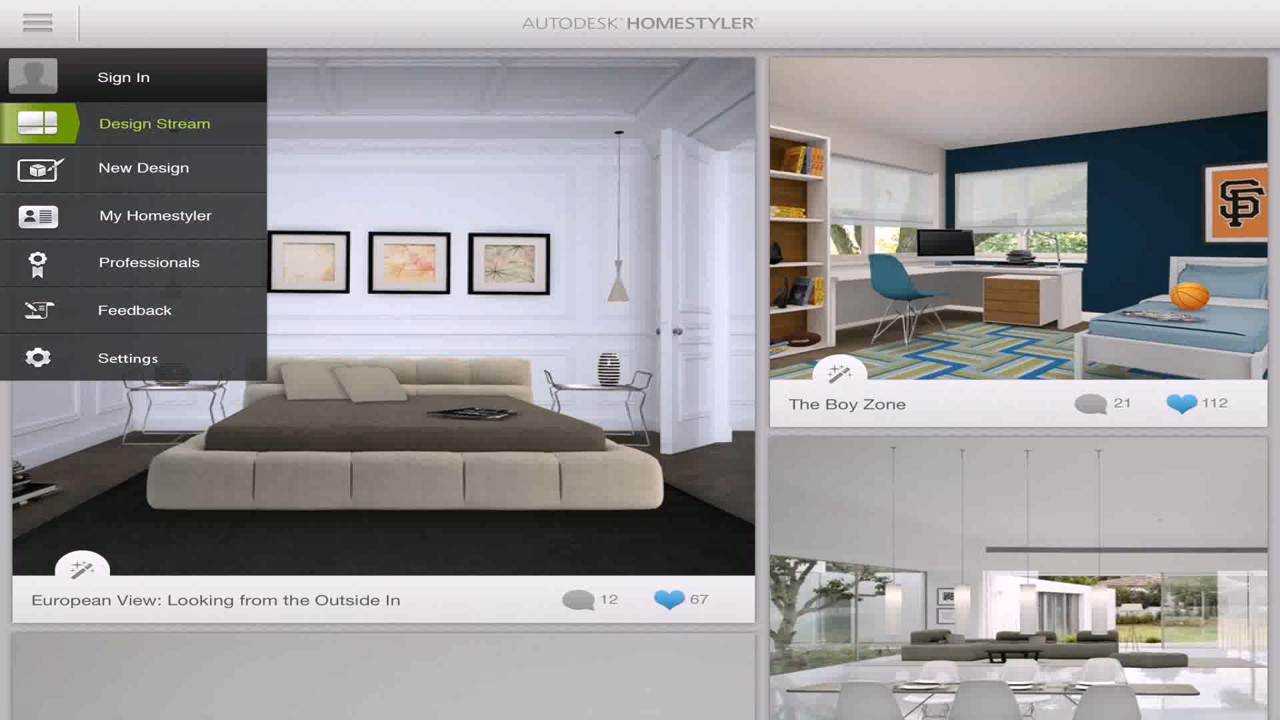 AUTODESK® HOMESTYLER®
Sign In
Design Stream
New Design
My Homestyler
Professionals
Feedback
Settings
European View: Looking from the Outside In
12
67
SF
The Boy Zone
21
112